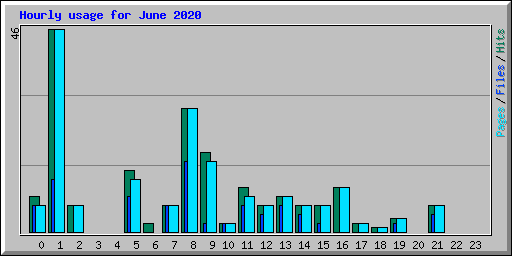 Hourly usage for June 2020
46
Pages/Files/Hits
0 1 2 3 4 5 6 7 8 9 10 11 12 13 14 15 16 17 18 19 20 21 22 23